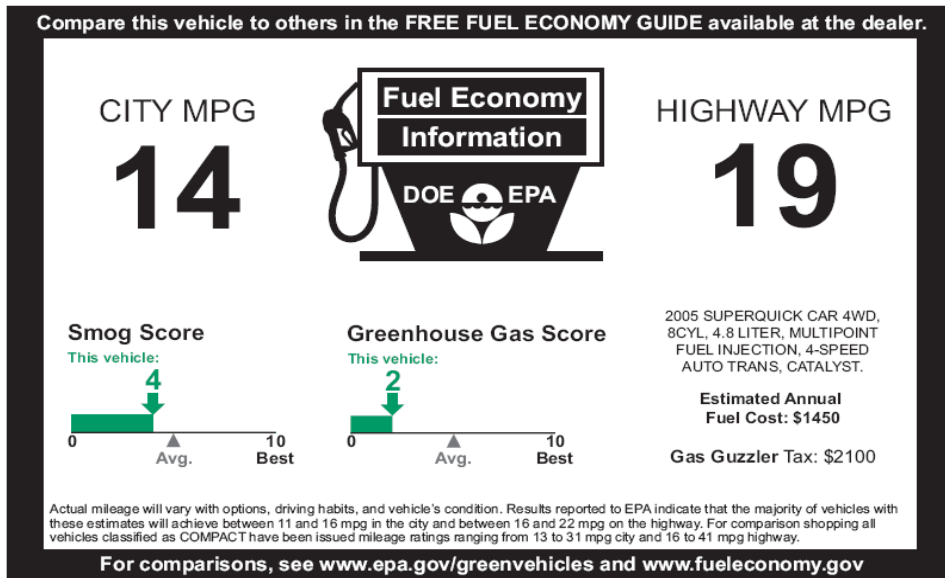 Compare this vehicle to others in the FREE FUEL ECONOMY GUIDE available at the dealer.
CITY MPG
14
Fuel Economy
Information
DOE EPA
HIGHWAY MPG
19
Smog Score
This vehicle:
4
0 10
Avg. Best
Greenhouse Gas Score
This vehicle:
2
0 10
Avg. Best
2005 SUPERQUICK CAR 4WD,
8CYL, 4.8 LITER, MULTIPOINT
FUEL INJECTION, 4-SPEED
AUTO TRANS, CATALYST.
Estimated Annual
Fuel Cost: $1450
Gas Guzzler Tax: $2100
Actual mileage will vary with options, driving habits, and vehicle's condition. Results reported to EPA indicate that the majority of vehicles with
these estimates will achieve between 11 and 16 mpg in the city and between 16 and 22 mpg on the highway. For comparison shopping all
vehicles classified as COMPACT have been issued mileage ratings ranging from 13 to 31 mpg city and 16 to 41 mpg highway.
For comparisons, see www.epa.gov/greenvehicles and www.fueleconomy.gov